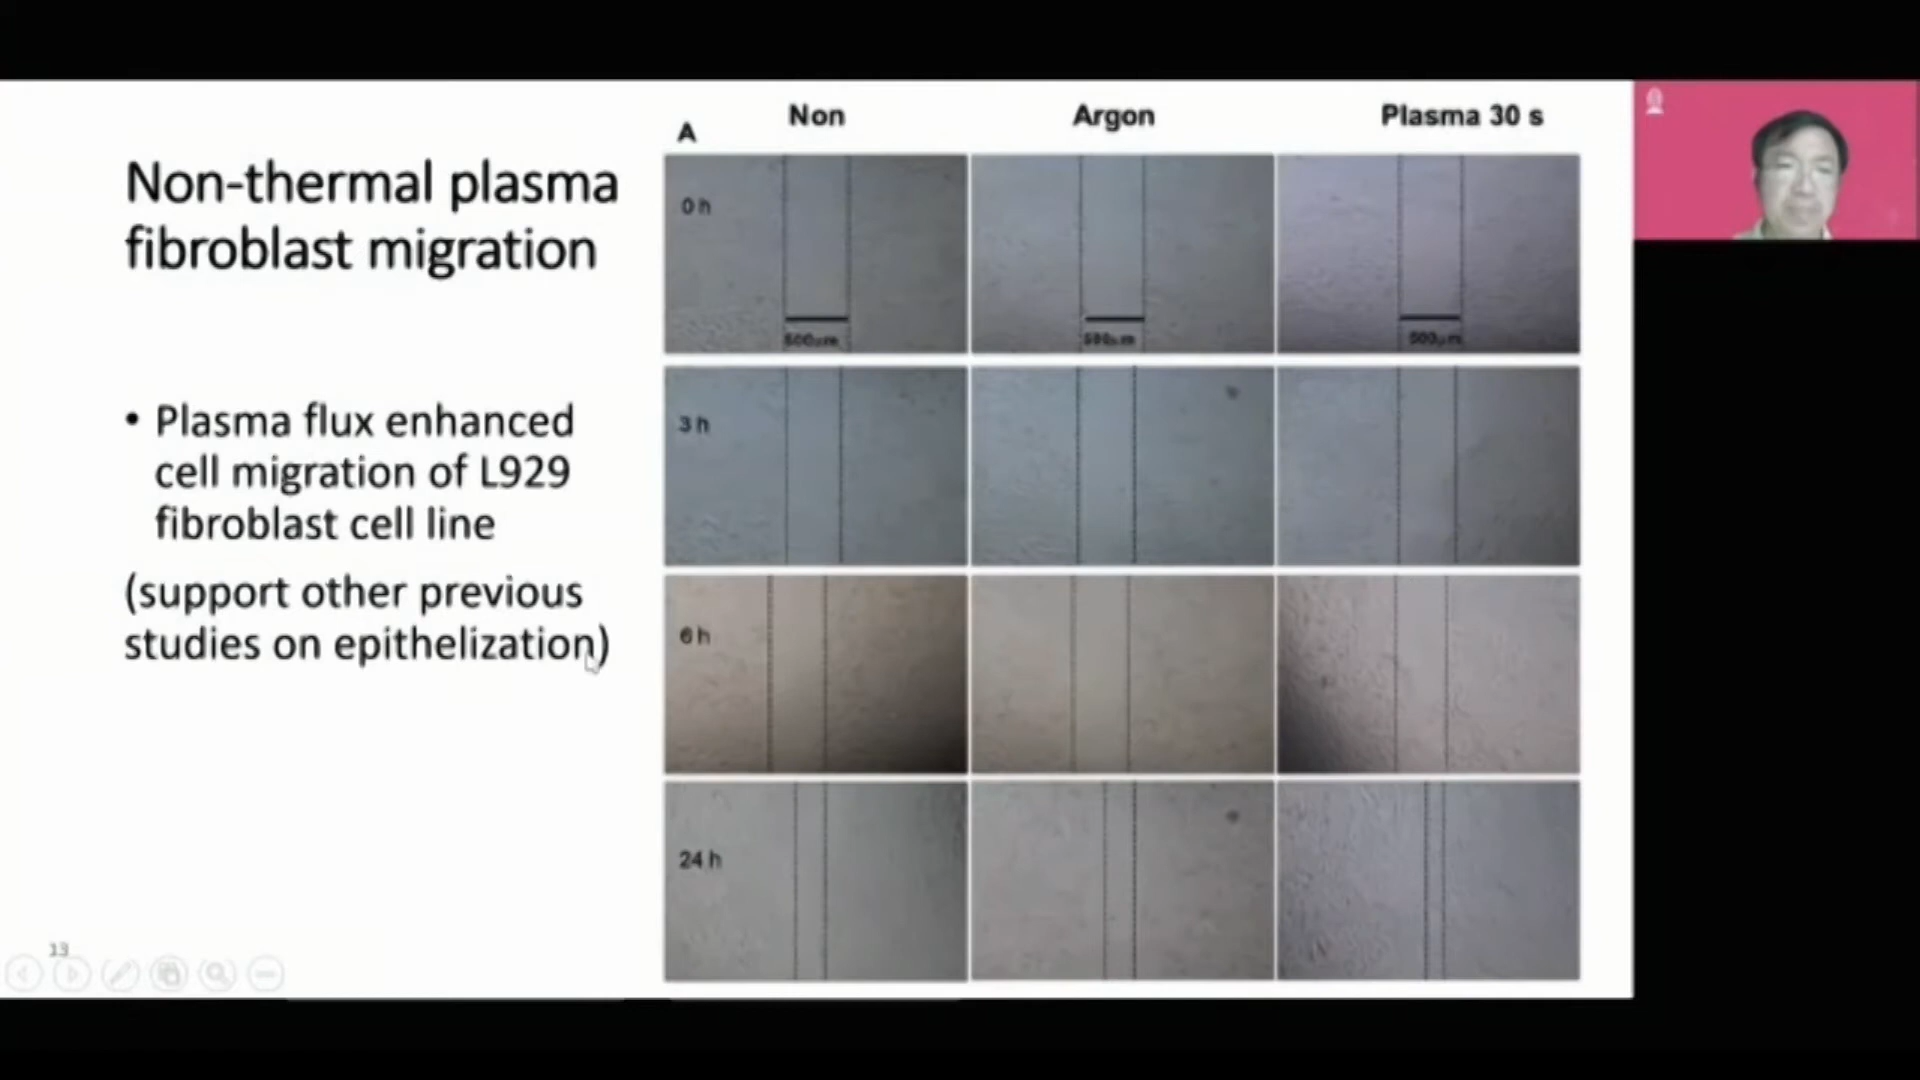 Non-thermal plasma
fibroblast migration
• Plasma flux enhanced
cell migration of L929
fibroblast cell line
(support other previous
studies on epithelization)
13
A
Non
Argon
Plasma 30 s
0 h
500μm
500μm
500μm
3 h
6 h
24 h